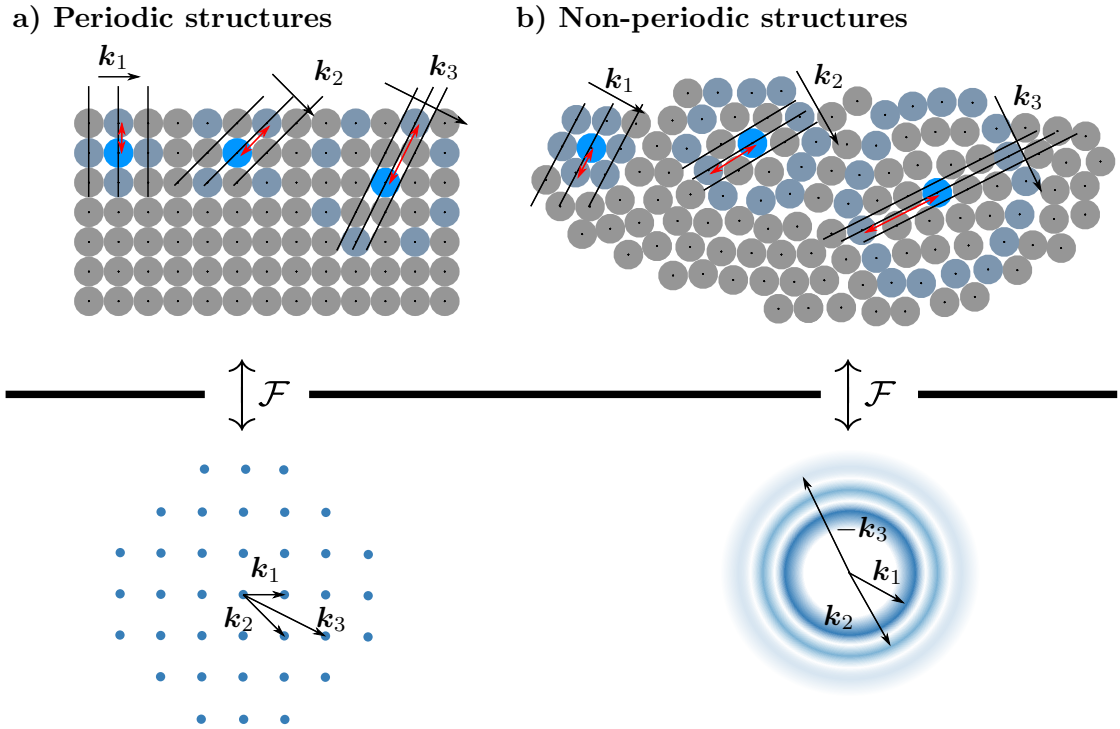 a) Periodic structures
k₁
k₂
k₃
b) Non-periodic structures
k₁
k₂
k₃
ℱ
ℱ
k₁
k₂
k₃
−k₃
k₁
k₂